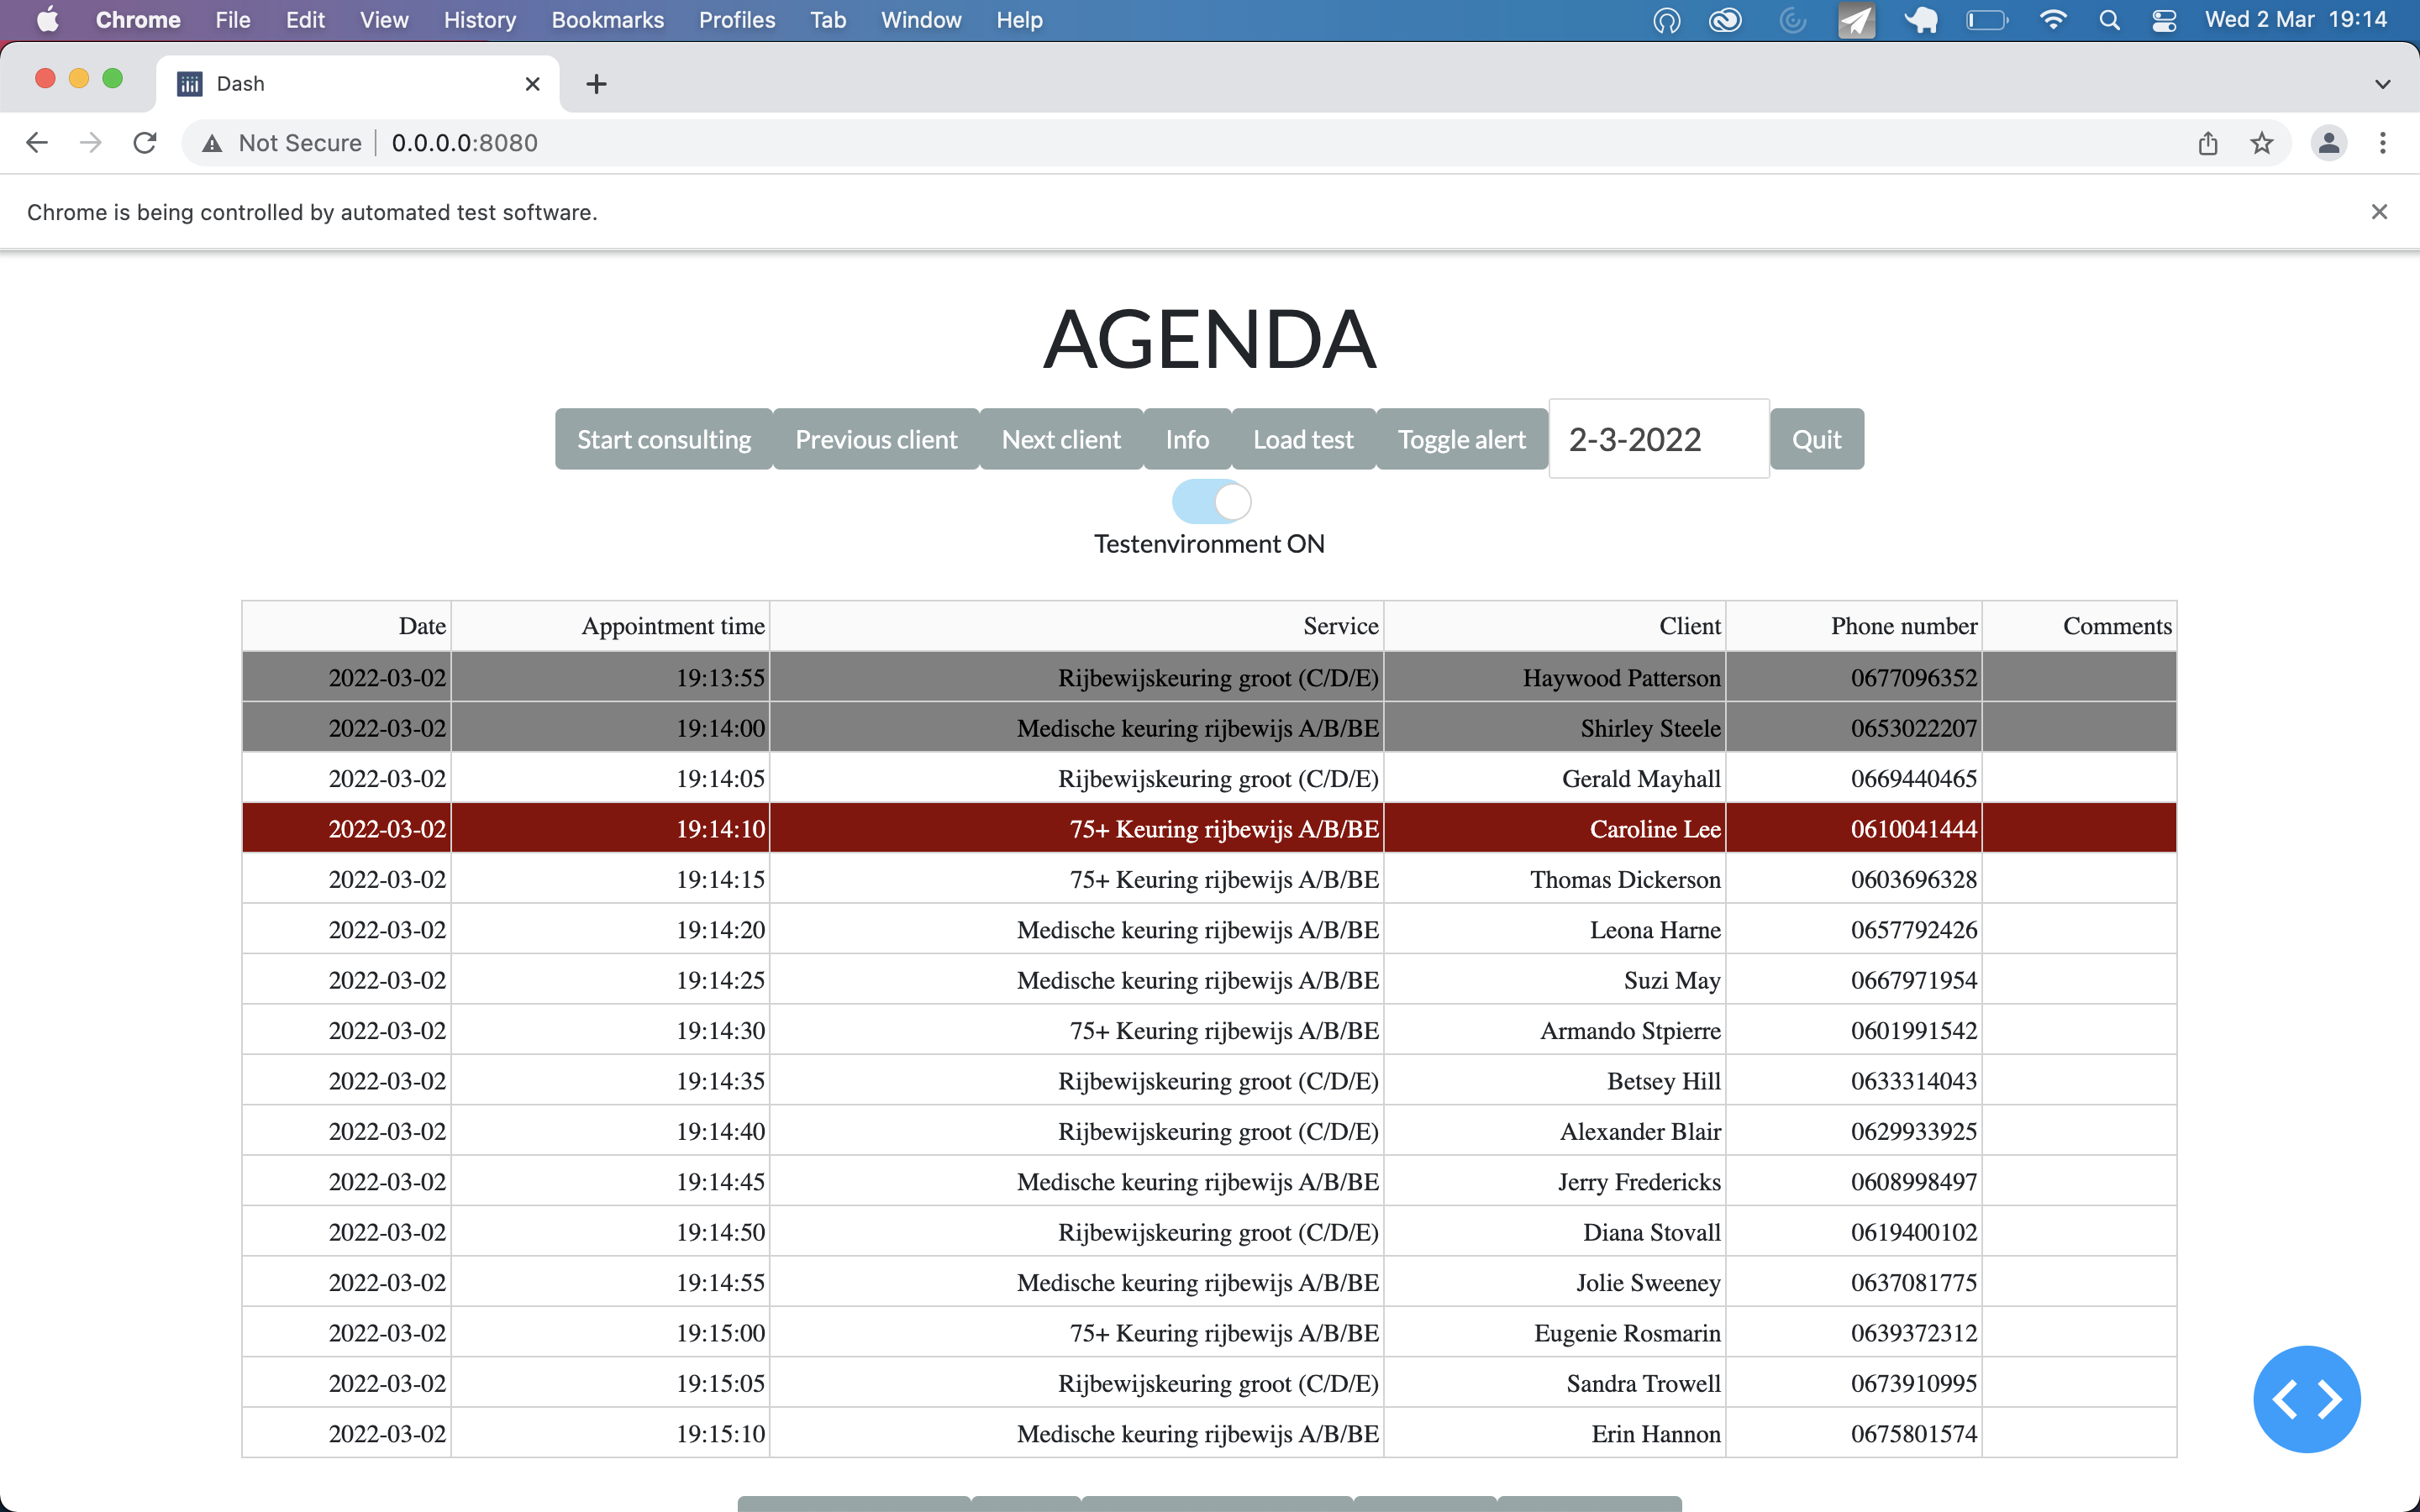 Chrome File Edit View History Bookmarks Profiles Tab Window Help Wed 2 Mar 19:14
Dash
Not Secure 0.0.0.0:8080
Chrome is being controlled by automated test software.
AGENDA
Start consulting Previous client Next client Info Load test Toggle alert 2-3-2022 Quit
Testenvironment ON
Date Appointment time Service Client Phone number Comments
2022-03-02 19:13:55 Rijbewijskeuring groot (C/D/E) Haywood Patterson 0677096352
2022-03-02 19:14:00 Medische keuring rijbewijs A/B/BE Shirley Steele 0653022207
2022-03-02 19:14:05 Rijbewijskeuring groot (C/D/E) Gerald Mayhall 0669440465
2022-03-02 19:14:10 75+ Keuring rijbewijs A/B/BE Caroline Lee 0610041444
2022-03-02 19:14:15 75+ Keuring rijbewijs A/B/BE Thomas Dickerson 0603696328
2022-03-02 19:14:20 Medische keuring rijbewijs A/B/BE Leona Harne 0657792426
2022-03-02 19:14:25 Medische keuring rijbewijs A/B/BE Suzi May 0667971954
2022-03-02 19:14:30 75+ Keuring rijbewijs A/B/BE Armando Stpierre 0601991542
2022-03-02 19:14:35 Rijbewijskeuring groot (C/D/E) Betsey Hill 0633314043
2022-03-02 19:14:40 Rijbewijskeuring groot (C/D/E) Alexander Blair 0629933925
2022-03-02 19:14:45 Medische keuring rijbewijs A/B/BE Jerry Fredericks 0608998497
2022-03-02 19:14:50 Rijbewijskeuring groot (C/D/E) Diana Stovall 0619400102
2022-03-02 19:14:55 Medische keuring rijbewijs A/B/BE Jolie Sweeney 0637081775
2022-03-02 19:15:00 75+ Keuring rijbewijs A/B/BE Eugenie Rosmarin 0639372312
2022-03-02 19:15:05 Rijbewijskeuring groot (C/D/E) Sandra Trowell 0673910995
2022-03-02 19:15:10 Medische keuring rijbewijs A/B/BE Erin Hannon 0675801574